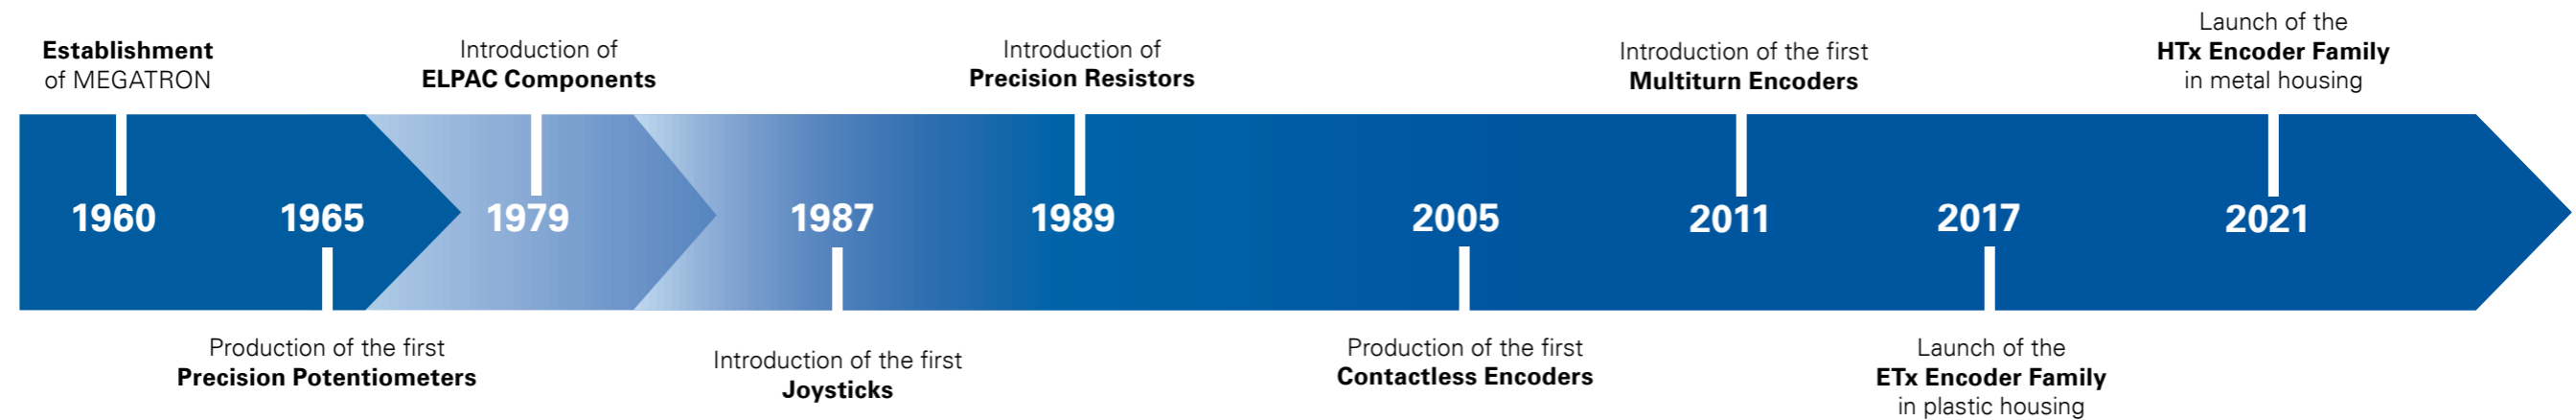 Establishment
of MEGATRON
Introduction of
ELPAC Components
Introduction of
Precision Resistors
Introduction of the first
Multiturn Encoders
Launch of the
HTx Encoder Family
in metal housing
1960
1965
1979
1987
1989
2005
2011
2017
2021
Production of the first
Precision Potentiometers
Introduction of the first
Joysticks
Production of the first
Contactless Encoders
Launch of the
ETx Encoder Family
in plastic housing